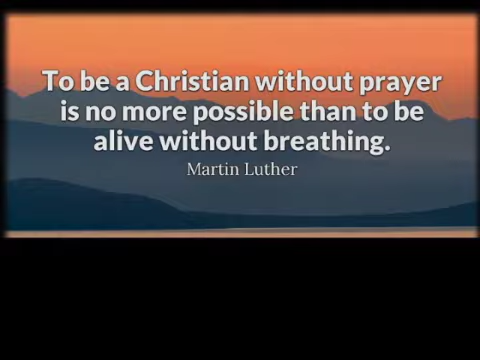 To be a Christian without prayer
is no more possible than to be
alive without breathing.
Martin Luther